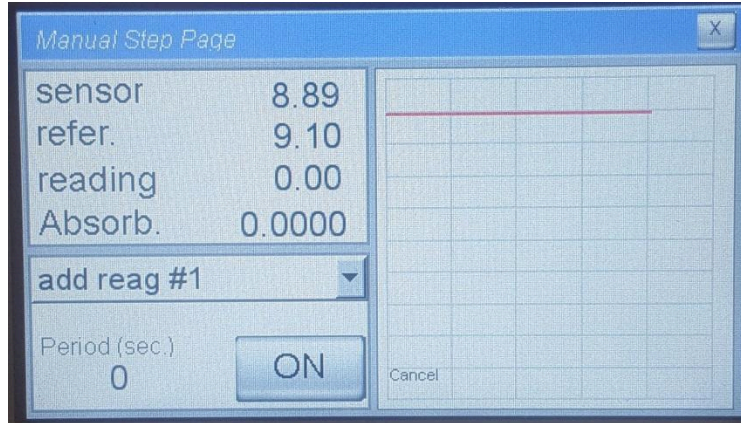 Manual Step Page X
sensor 8.89
refer. 9.10
reading 0.00
Absorb. 0.0000
add reag #1
Period (sec.)
0
ON
Cancel